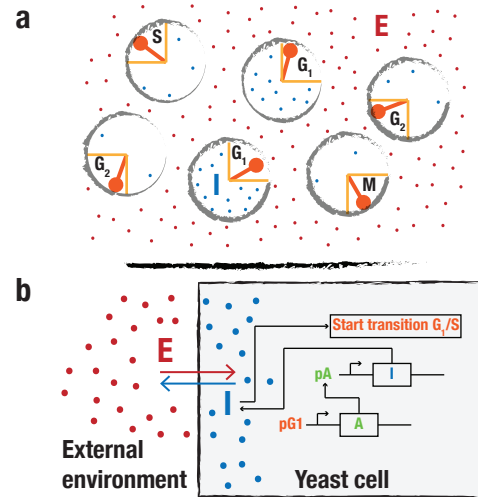 a
E
S
G1
G2
G2
I
G1
M
b
Start transition G1/S
E
pA
I
I
pG1
A
External
environment
Yeast cell